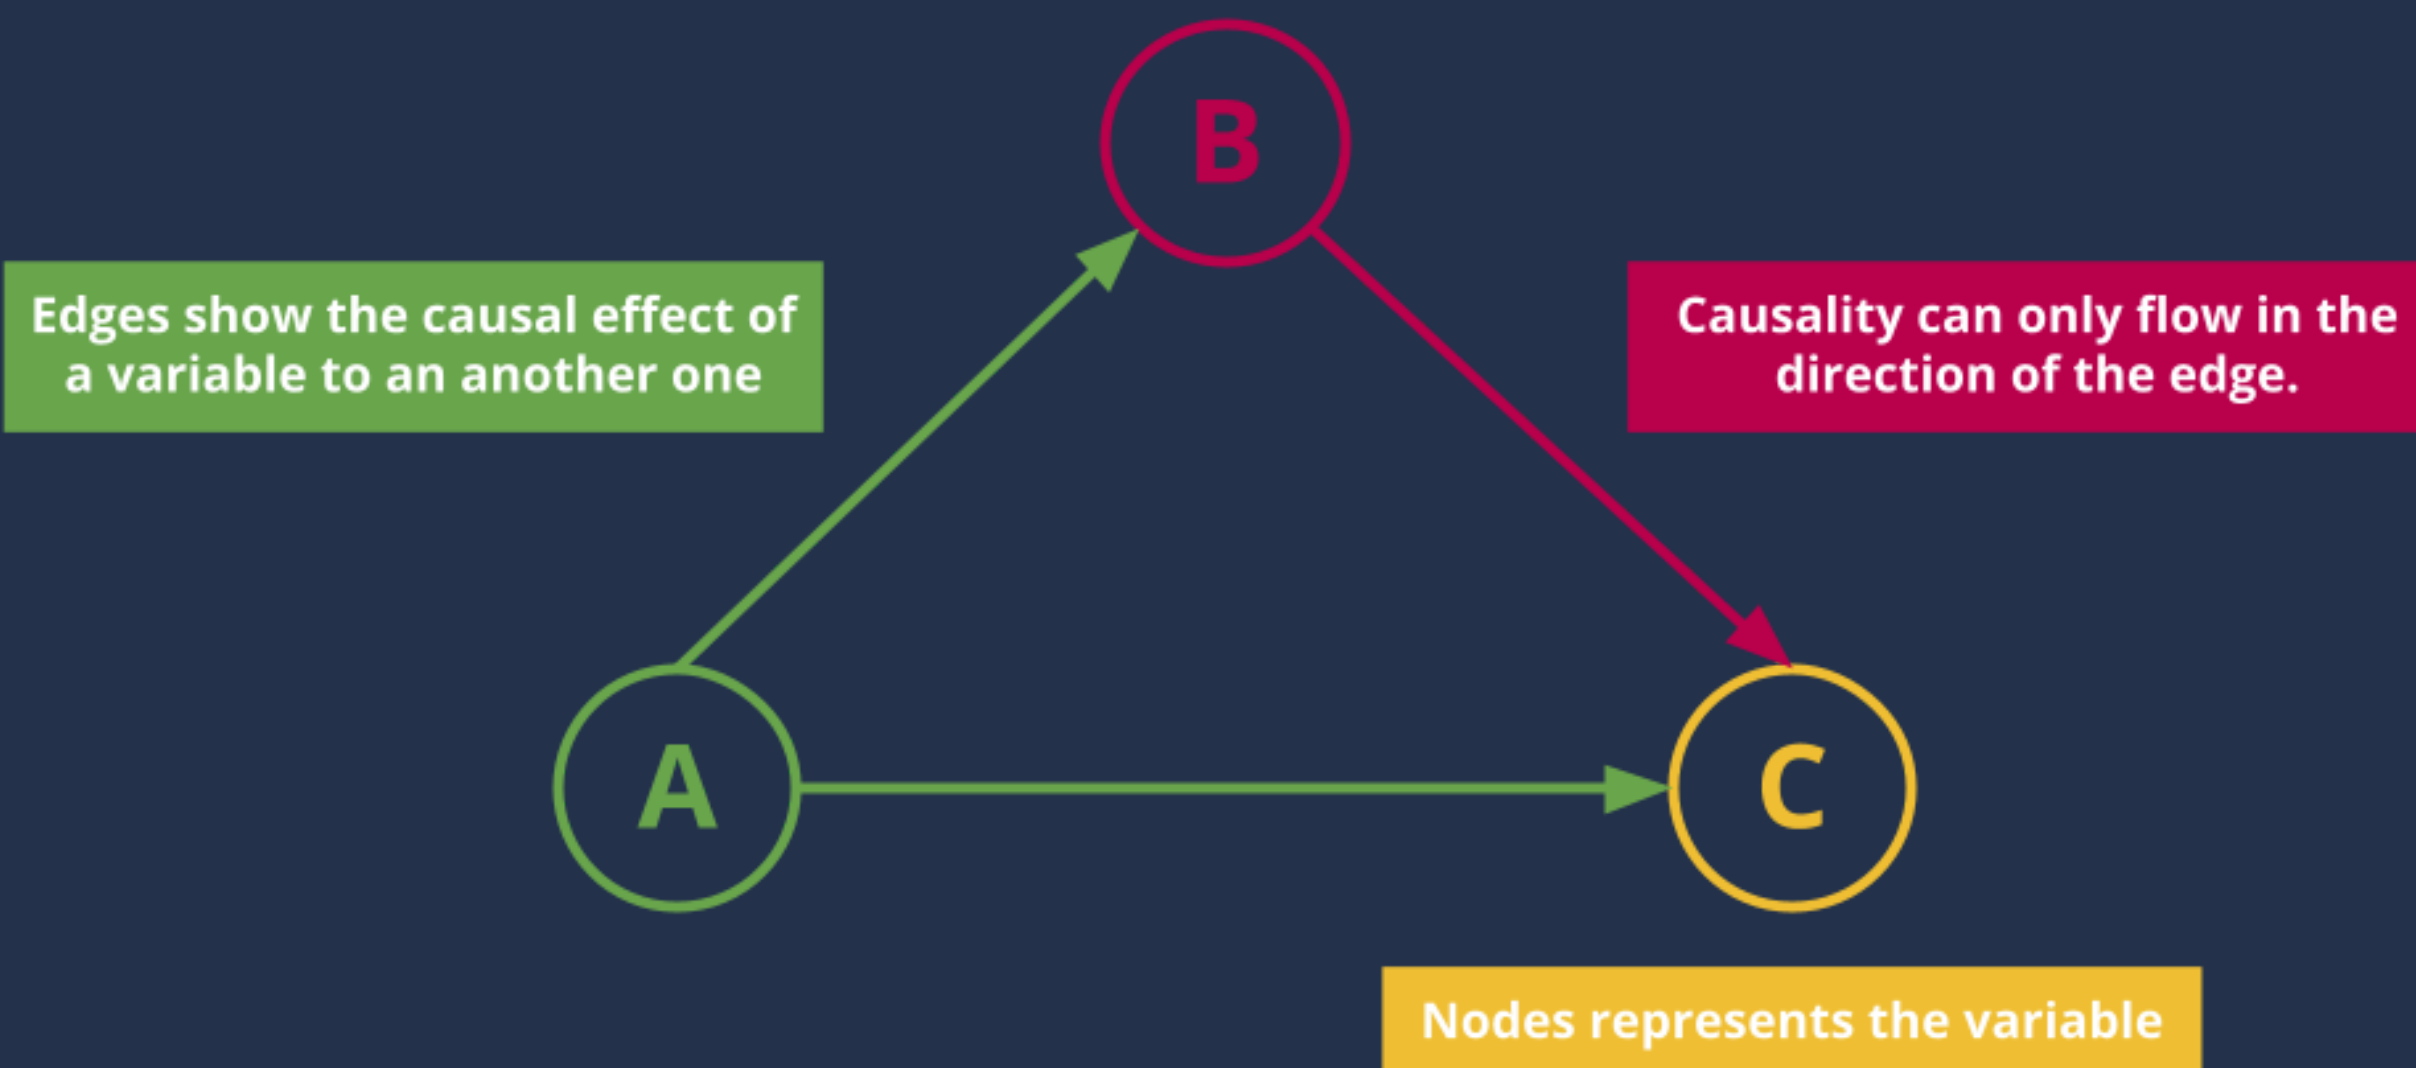 B
Edges show the causal effect of
a variable to an another one
Causality can only flow in the
direction of the edge.
A
C
Nodes represents the variable